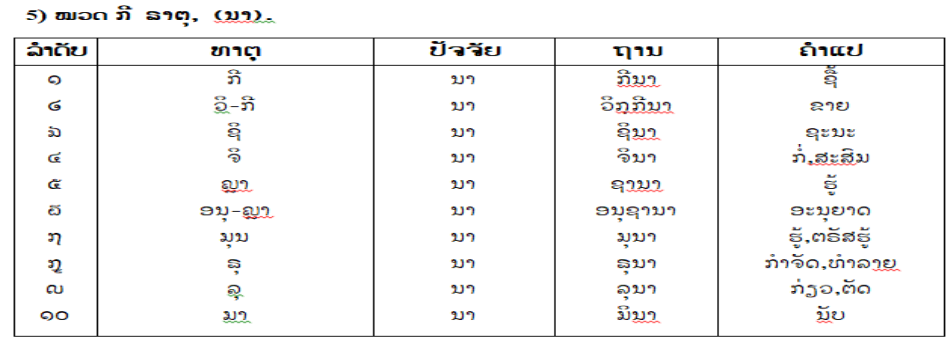 5) ໝວດ ກີ ຘາຕຸ, (ນາ).
ລຳດັບ ທາຕຸ ປັຈຈັຍ ຖານ ຄຳແປ
໑ ກີ ນາ ກີນາ ຊື້
໒ ວິ-ກີ ນາ ວິກ຺ກີນາ ຂາຍ
໓ ຊິ ນາ ຊິນາ ຊະນະ
໔ ຈິ ນາ ຈິນາ ກໍ່,ສະສົມ
໕ ຎາ ນາ ຊານາ ຮູ້
໖ ອນຸ-ຎາ ນາ ອນຸຊານາ ອະນຸຍາດ
໗ ມຸນ ນາ ມຸນາ ຮູ້,ຕຣັສຮູ້
໘ ຘຸ ນາ ຘຸນາ ກຳຈັດ,ທຳລາຍ
໙ ລຸ ນາ ລຸນາ ກ່ຽວ,ຕັດ
໑໐ ມາ ນາ ມິນາ ນັບ